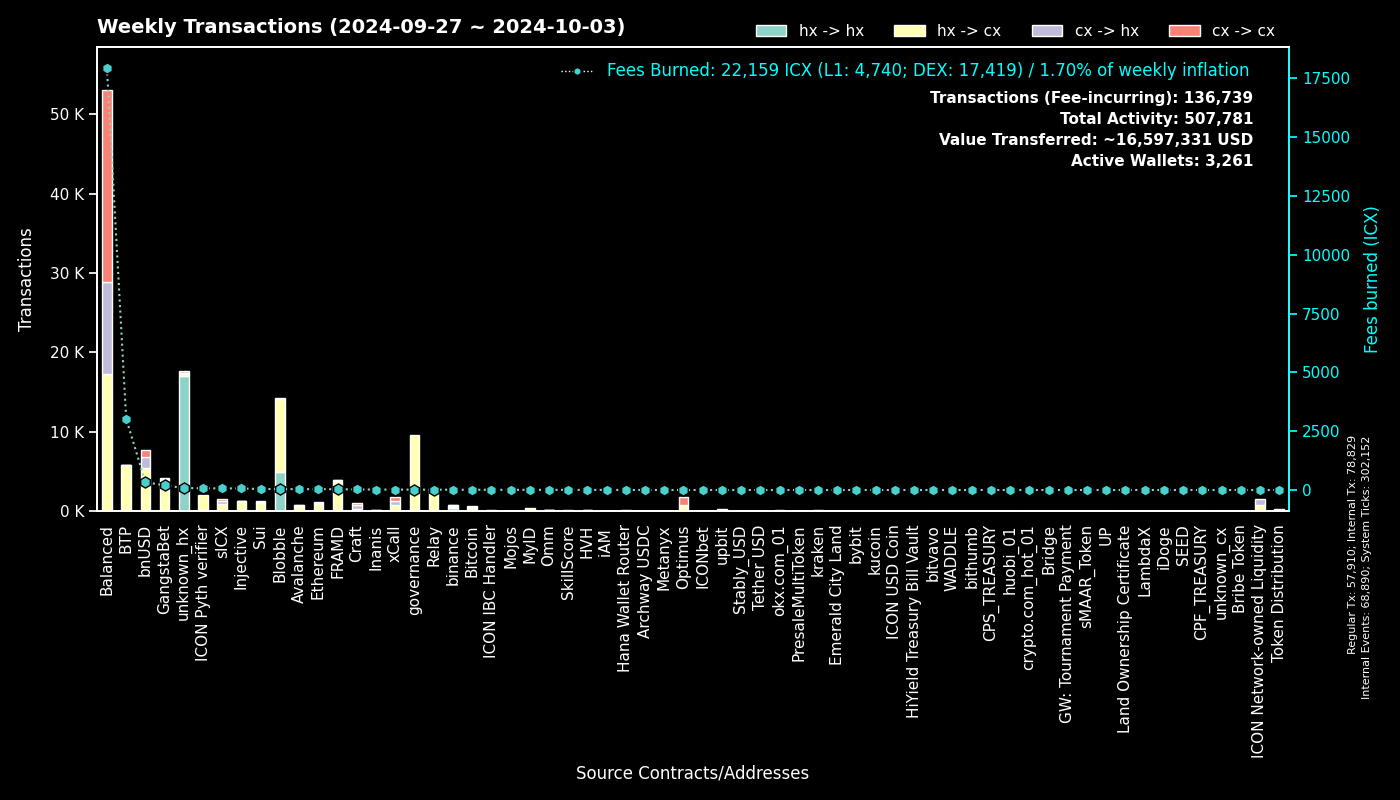 Weekly Transactions (2024-09-27 ~ 2024-10-03)
hx -> hx
hx -> cx
cx -> hx
cx -> cx
Fees Burned: 22,159 ICX (L1: 4,740; DEX: 17,419) / 1.70% of weekly inflation
Transactions (Fee-incurring): 136,739
Total Activity: 507,781
Value Transferred: ~16,597,331 USD
Active Wallets: 3,261
Transactions
50 K
40 K
30 K
20 K
10 K
0 K
17500
15000
12500
10000
7500
5000
2500
0
Fees burned (ICX)
Regular Tx: 57,910; Internal Tx: 78,829
Internal Events: 68,890; System Ticks: 302,152
Balanced
BTP
bnUSD
GangstaBet
unknown_hx
ICON Pyth verifier
sICX
Injective
Sui
Blobble
Avalanche
Ethereum
FRAMD
Craft
Inanis
xCall
governance
Relay
binance
Bitcoin
ICON IBC Handler
Mojos
MyID
Omm
SkillScore
HVH
iAM
Hana Wallet Router
Archway USDC
Metanyx
Optimus
ICONbet
upbit
Stably_USD
Tether USD
okx.com_01
PresaleMultiToken
kraken
Emerald City Land
bybit
kucoin
ICON USD Coin
HiYield Treasury Bill Vault
bitvavo
WADDLE
bithumb
CPS_TREASURY
huobi_01
crypto.com_hot_01
Bridge
GW: Tournament Payment
sMAAR_Token
UP
Land Ownership Certificate
LambdaX
iDoge
SEED
CPF_TREASURY
unknown_cx
Bribe Token
ICON Network-owned Liquidity
Token Distribution
Source Contracts/Addresses